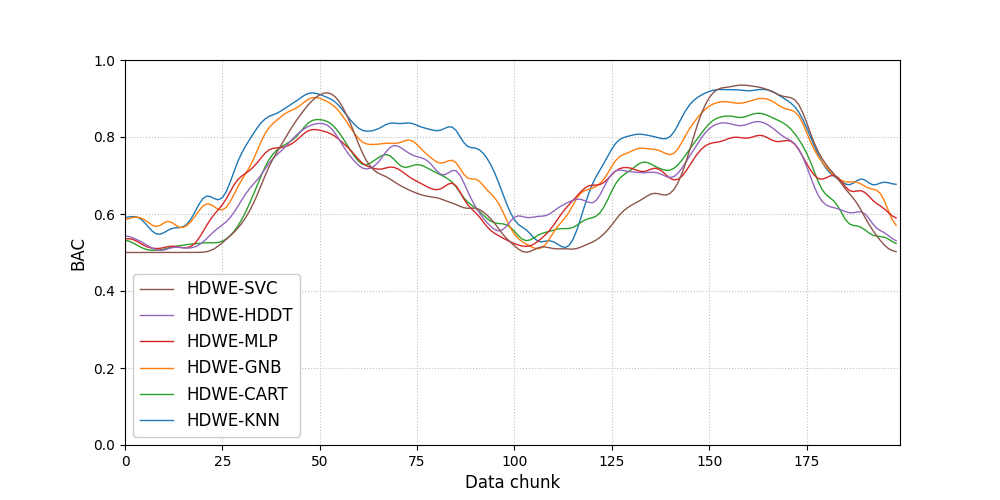 1.0
0.8
0.6
0.4
0.2
0.0
BAC
HDWE-SVC
HDWE-HDDT
HDWE-MLP
HDWE-GNB
HDWE-CART
HDWE-KNN
0 25 50 75 100 125 150 175
Data chunk